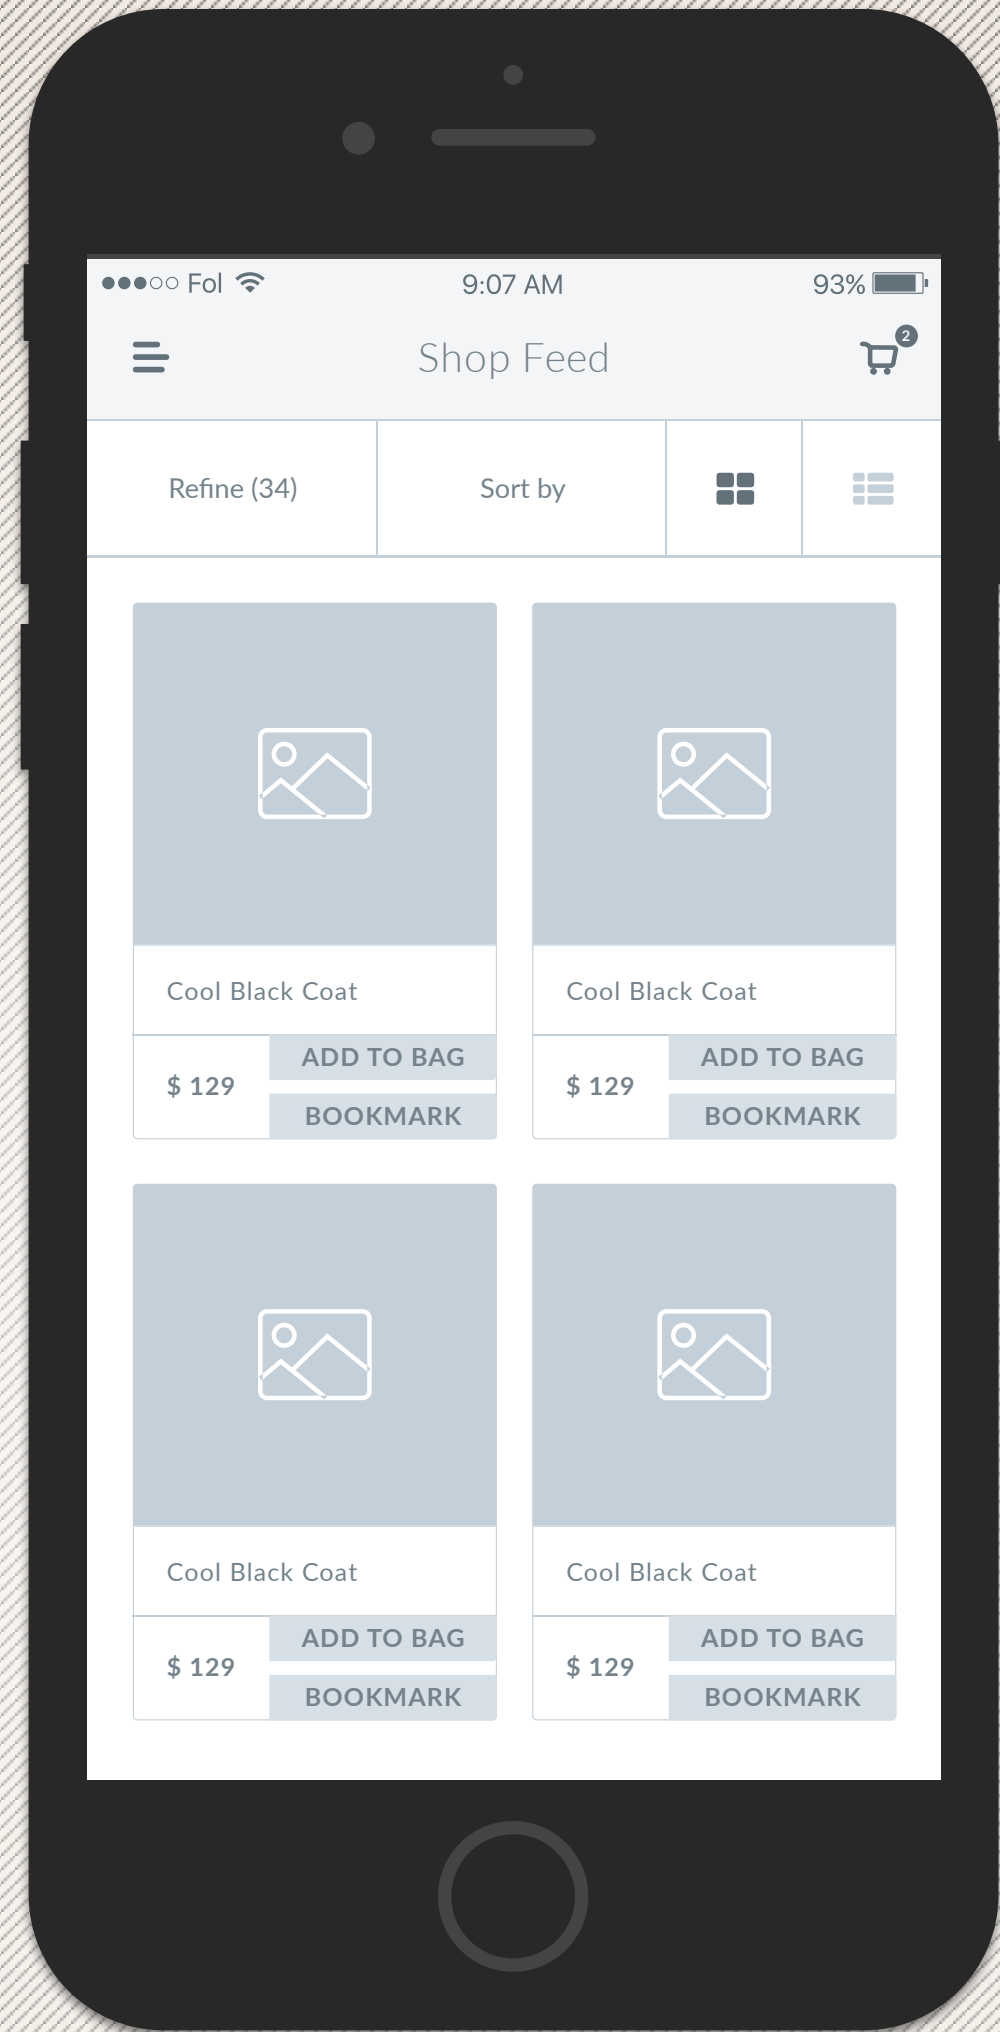 Fol 9:07 AM 93%
Shop Feed 2
Refine (34) Sort by
Cool Black Coat Cool Black Coat
ADD TO BAG ADD TO BAG
$ 129 $ 129
BOOKMARK BOOKMARK
Cool Black Coat Cool Black Coat
ADD TO BAG ADD TO BAG
$ 129 $ 129
BOOKMARK BOOKMARK